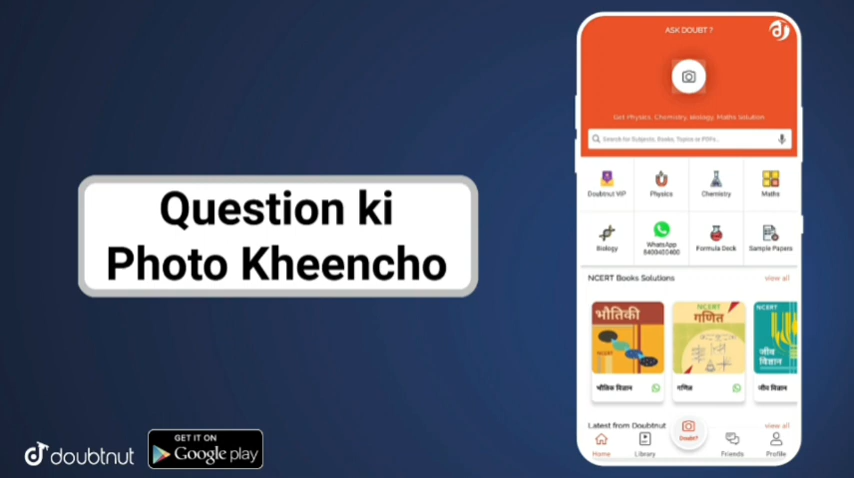 Question ki
Photo Kheencho
doubtnut
GET IT ON
Google play
ASK DOUBT ?
Get Physics, Chemistry, Biology, Maths Solution
Search for Subjects, Books, Topics or PDFs..
Doubtnut VIP
Physics
Chemistry
Maths
Biology
WhatsApp
8400400400
Formula Deck
Sample Papers
NCERT Books Solutions
view all
भौतिकी
NCERT
भौतिक विज्ञान
NCERT
गणित
गणित
NCERT
जीव
विज्ञान
जीव विज्ञान
Latest from Doubtnut
view all
Home
Library
Doubt?
Friends
Profile